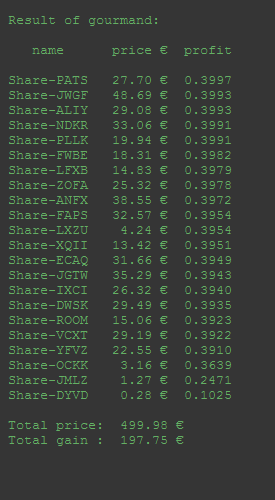 Result of gourmand:
name price € profit
Share-PATS 27.70 € 0.3997
Share-JWGF 48.69 € 0.3993
Share-ALIY 29.08 € 0.3993
Share-NDKR 33.06 € 0.3991
Share-PLLK 19.94 € 0.3991
Share-FWBE 18.31 € 0.3982
Share-LFXB 14.83 € 0.3979
Share-ZOFA 25.32 € 0.3978
Share-ANFX 38.55 € 0.3972
Share-FAPS 32.57 € 0.3954
Share-LXZU 4.24 € 0.3954
Share-XQII 13.42 € 0.3951
Share-ECAQ 31.66 € 0.3949
Share-JGTW 35.29 € 0.3943
Share-IXCI 26.32 € 0.3940
Share-DWSK 29.49 € 0.3935
Share-ROOM 15.06 € 0.3923
Share-VCXT 29.19 € 0.3922
Share-YFVZ 22.55 € 0.3910
Share-OCKK 3.16 € 0.3639
Share-JMLZ 1.27 € 0.2471
Share-DYVD 0.28 € 0.1025
Total price: 499.98 €
Total gain : 197.75 €